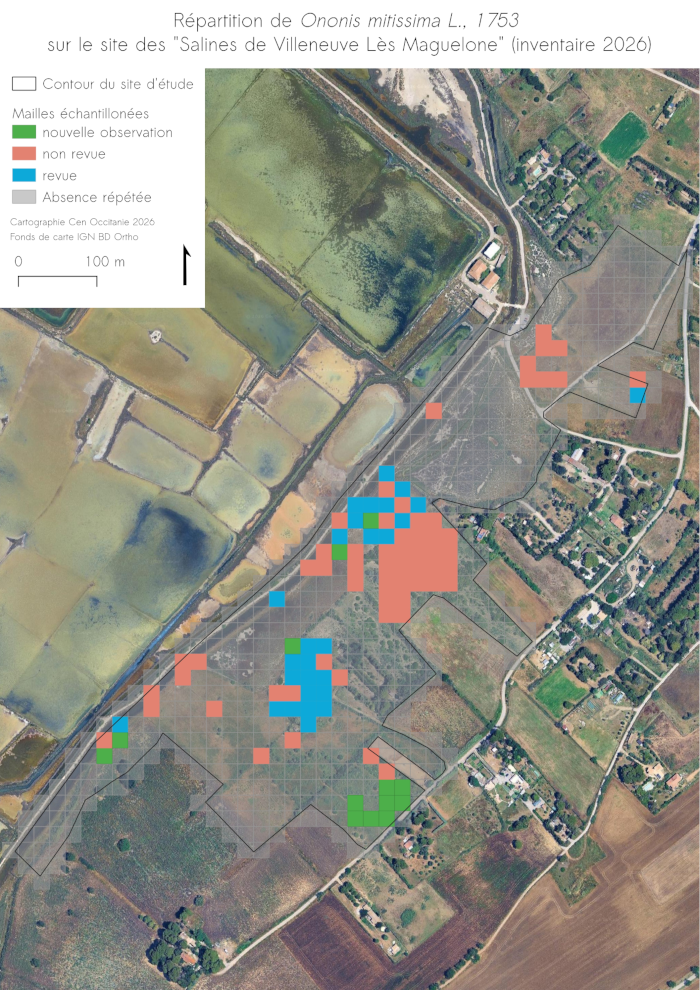 Répartition de Ononis mitissima L., 1753
sur le site des "Salines de Villeneuve Lès Maguelone" (inventaire 2026)
Contour du site d'étude
Mailles échantillonées
nouvelle observation
non revue
revue
Absence répétée
Cartographie Cen Occitanie 2026
Fonds de carte IGN BD Ortho
0 100 m